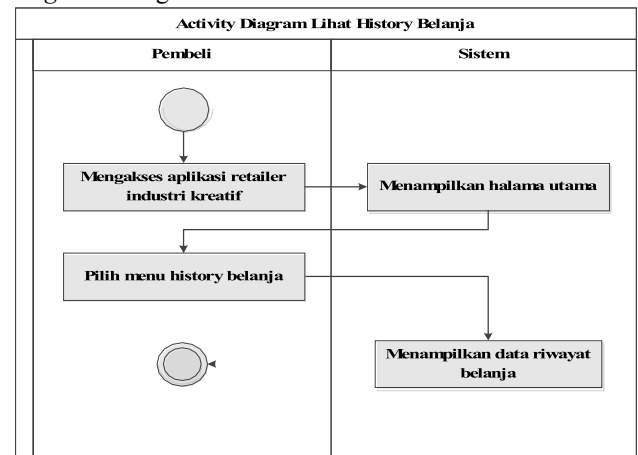 Activity Diagram Lihat History Belanja
Pembeli
Sistem
Mengakses aplikasi retailer
industri kreatif
Menampilkan halama utama
Pilih menu history belanja
Menampilkan data riwayat
belanja